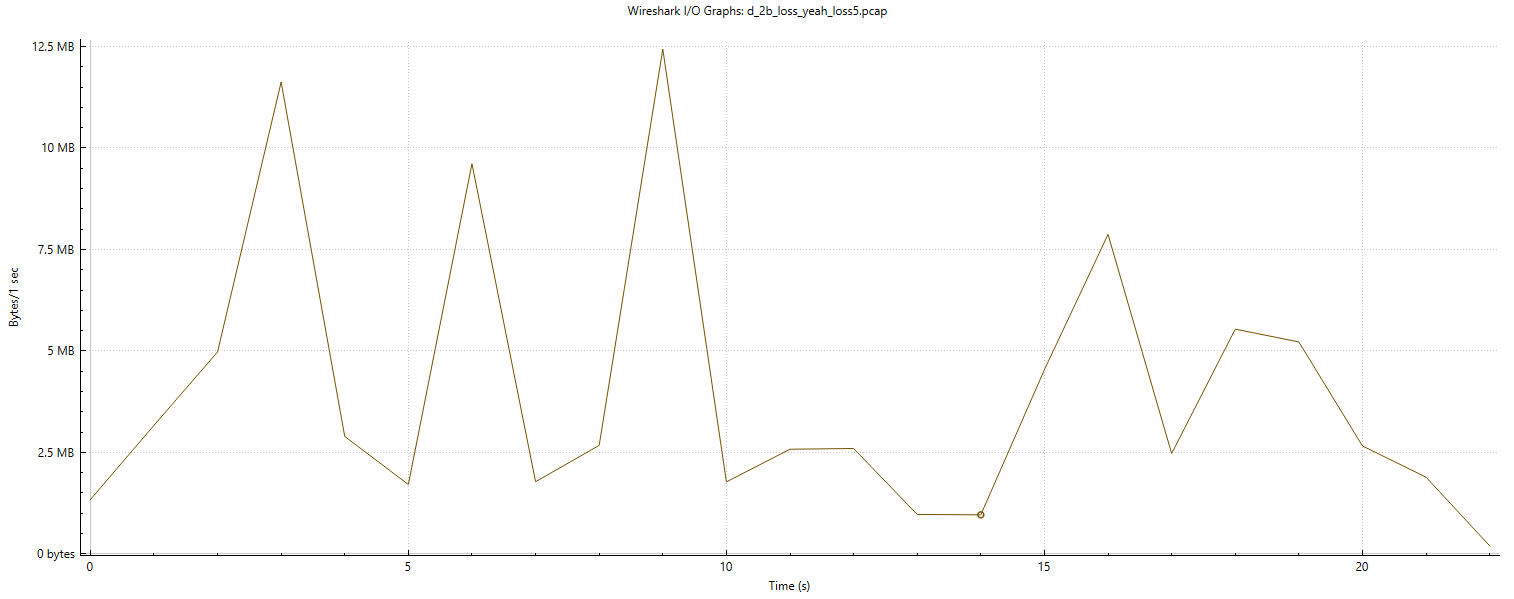 Wireshark I/O Graphs: d_2b_loss_yeah_loss5.pcap
12.5 MB
10 MB
7.5 MB
5 MB
2.5 MB
0 bytes
Bytes/1 sec
0 5 10 15 20
Time (s)